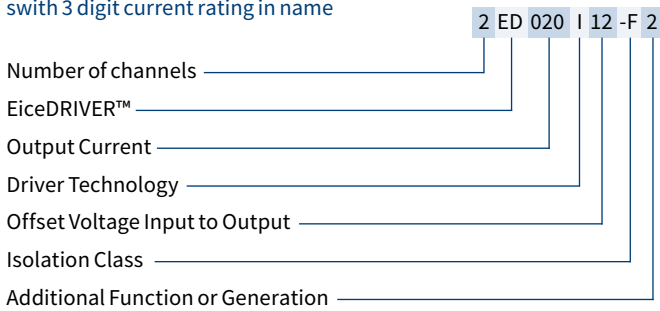 swith 3 digit current rating in name
2 ED 020 I 12 -F 2
Number of channels
EiceDRIVER™
Output Current
Driver Technology
Offset Voltage Input to Output
Isolation Class
Additional Function or Generation